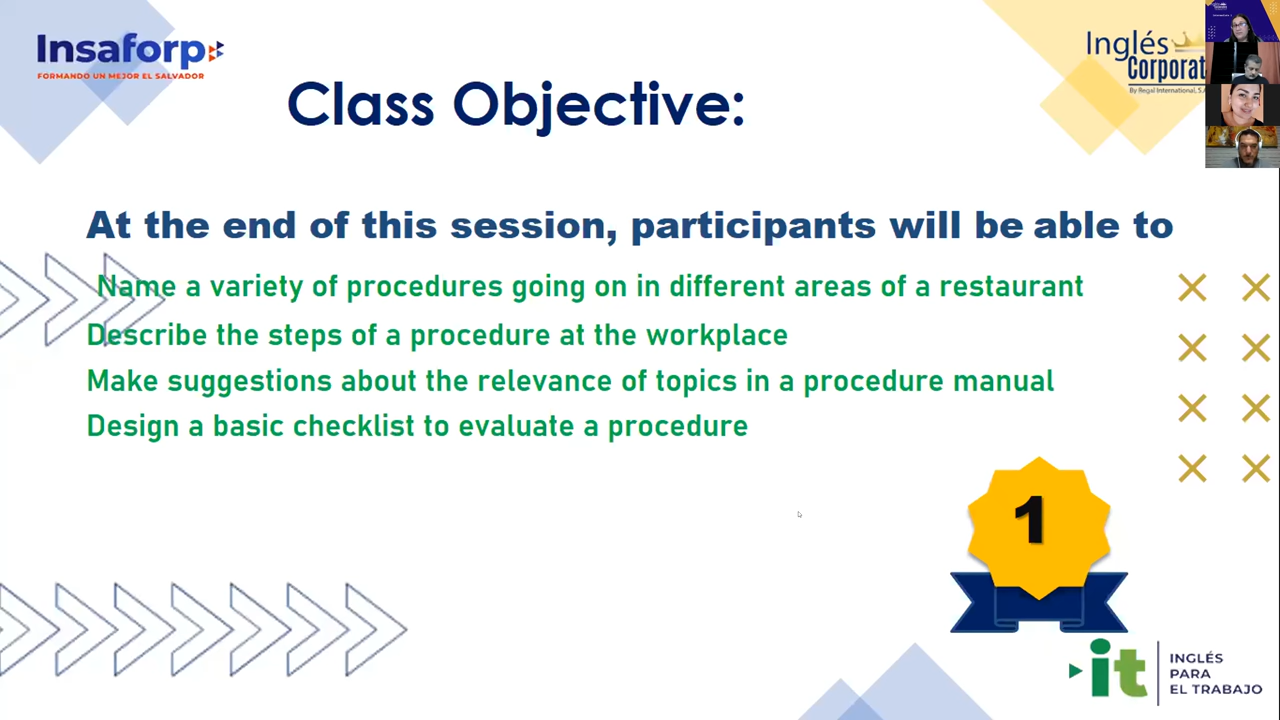 Insaforp
FORMANDO UN MEJOR EL SALVADOR
Inglés
Corporat
By Regal International, S.A
Class Objective:
At the end of this session, participants will be able to
Name a variety of procedures going on in different areas of a restaurant
Describe the steps of a procedure at the workplace
Make suggestions about the relevance of topics in a procedure manual
Design a basic checklist to evaluate a procedure
1
it
INGLÉS
PARA
EL TRABAJO